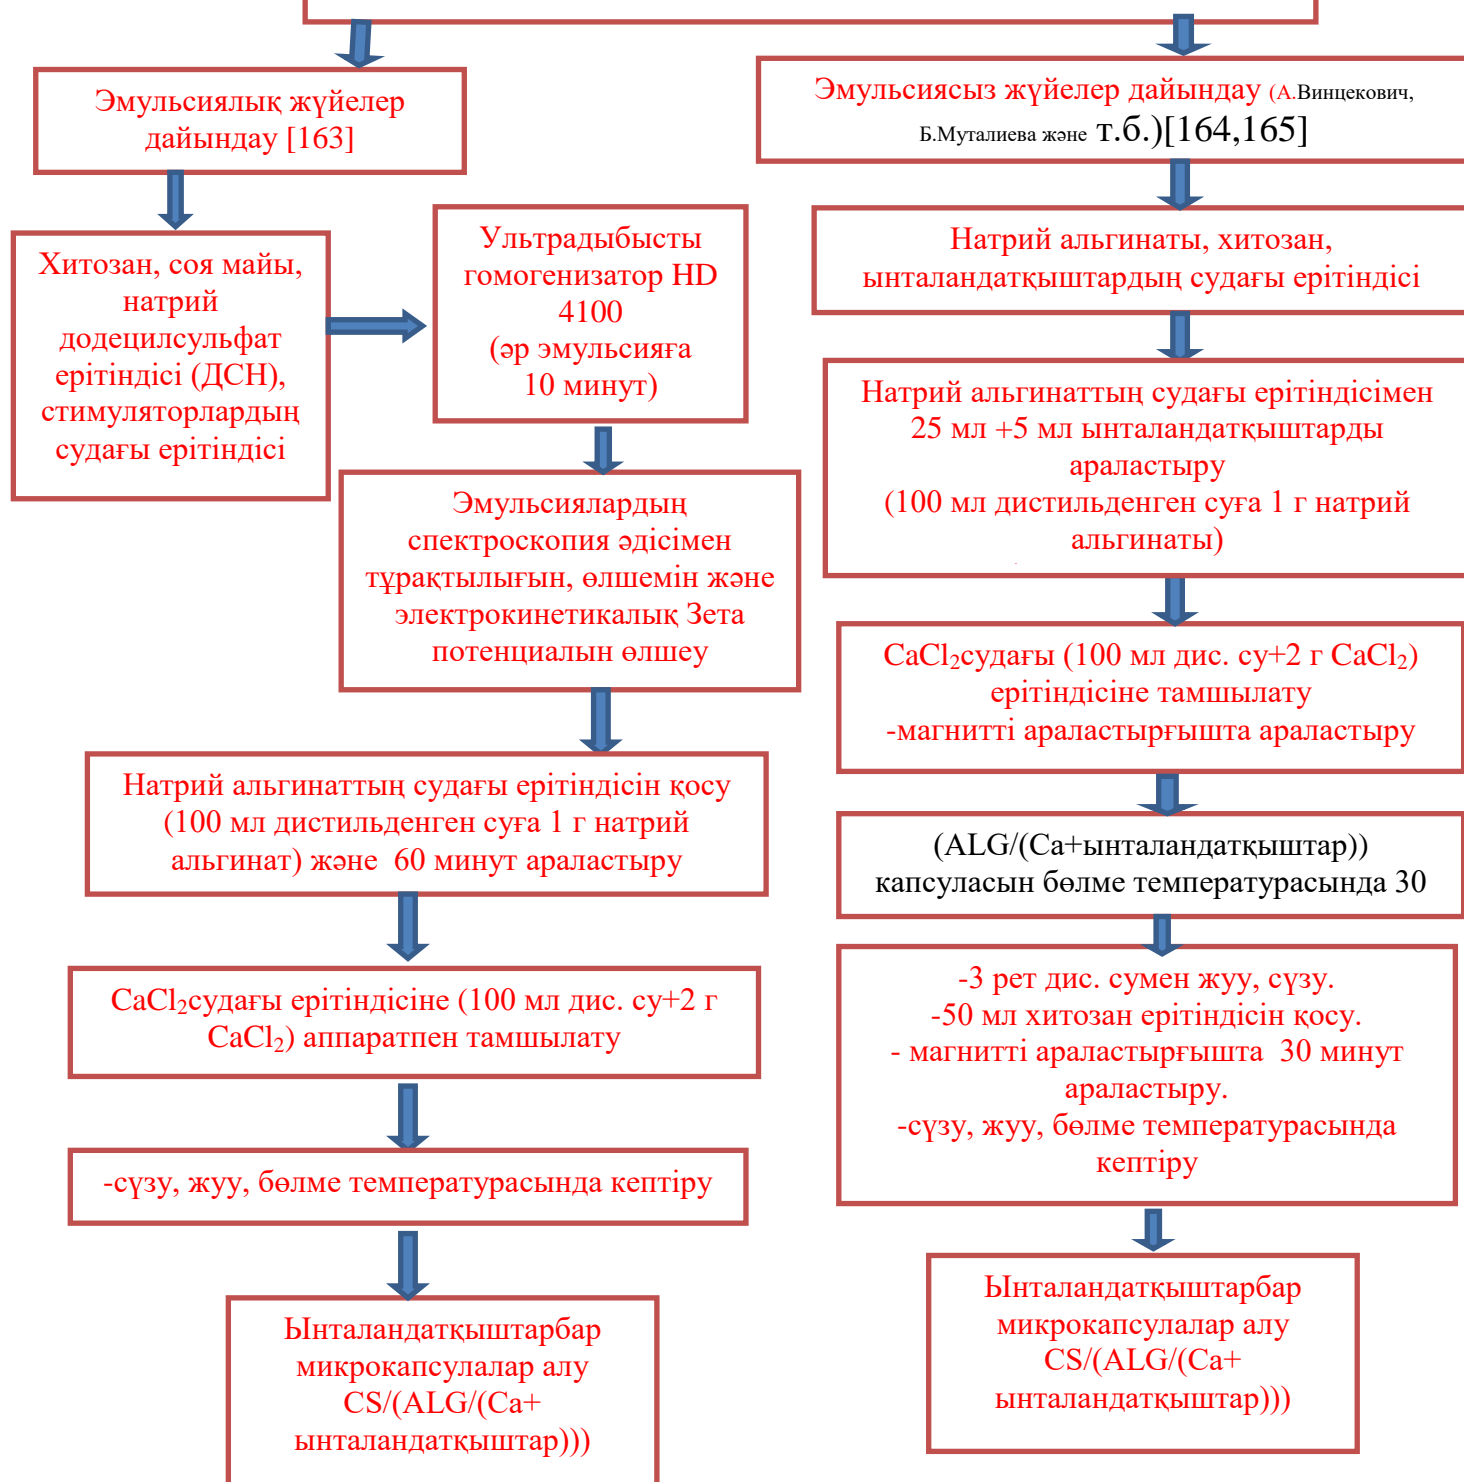 Эмульсиялық жүйелер
дайындау [163]
Хитозан, соя майы,
натрий
додецилсульфат
ерітіндісі (ДСН),
стимуляторлардың
судағы ерітіндісі
Ультрадыбысты
гомогенизатор HD
4100
(әр эмульсияға
10 минут)
Эмульсиялардың
спектроскопия әдісімен
тұрақтылығын, өлшемін және
электрокинетикалық Зета
потенциалын өлшеу
Натрий альгинаттың судағы ерітіндісін қосу
(100 мл дистильденген суға 1 г натрий
альгинат) және 60 минут араластыру
CaCl₂судағы ерітіндісіне (100 мл дис. су+2 г
CaCl₂) аппаратпен тамшылату
-сүзу, жуу, бөлме температурасында кептіру
Ынталандатқыштарбар
микрокапсулалар алу
CS/(ALG/(Ca+
ынталандатқыштар)))
Эмульсиясыз жүйелер дайындау (А.Винцекович,
Б.Муталиева және т.б.)[164,165]
Натрий альгинаты, хитозан,
ынталандатқыштардың судағы ерітіндісі
Натрий альгинаттың судағы ерітіндісімен
25 мл +5 мл ынталандатқыштарды
араластыру
(100 мл дистильденген суға 1 г натрий
альгинаты)
CaCl₂судағы (100 мл дис. су+2 г CaCl₂)
ерітіндісіне тамшылату
-магнитті араластырғышта араластыру
(ALG/(Ca+ынталандатқыштар))
капсуласын бөлме температурасында 30
-3 рет дис. сумен жуу, сүзу.
-50 мл хитозан ерітіндісін қосу.
- магнитті араластырғышта 30 минут
араластыру.
-сүзу, жуу, бөлме температурасында
кептіру
Ынталандатқыштарбар
микрокапсулалар алу
CS/(ALG/(Ca+
ынталандатқыштар)))